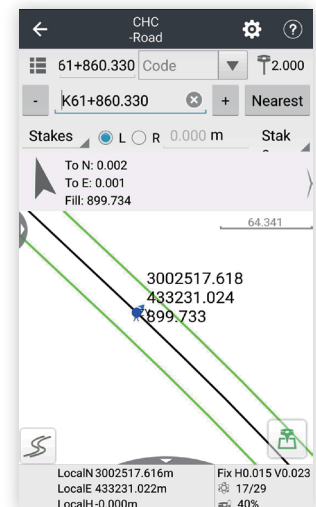 CHC
-Road
61+860.330 Code 2.000
- K61+860.330 + Nearest
Stakes L R 0.000 m Stak
To N: 0.002
To E: 0.001
Fill: 899.734
64.341
3002517.618
433231.024
899.733
LocalN 3002517.616m Fix H0.015 V0.023
LocalE 433231.022m 17/29
LocalH -0.000m 40%